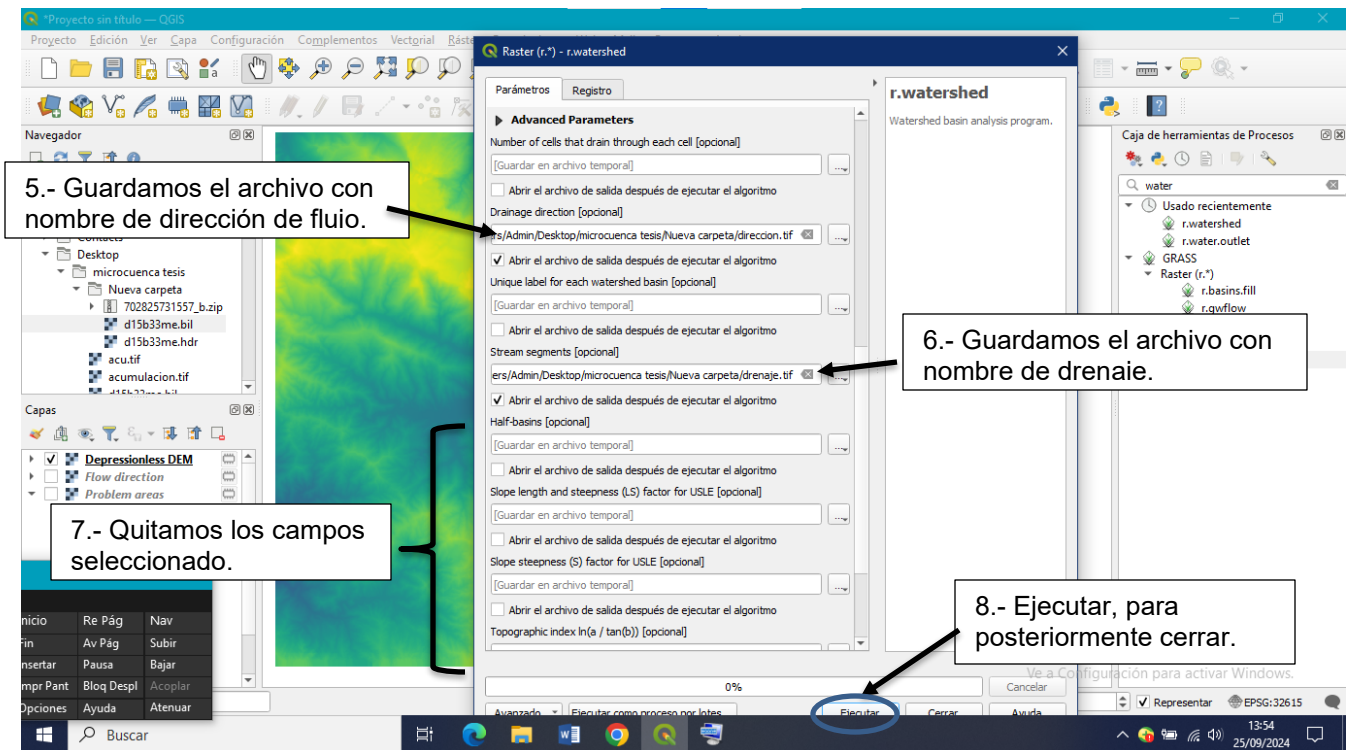 *Proyecto sin título — QGIS
Proyecto Edición Ver Capa Configuración Complementos Vectorial
Raster (r.*) - r.watershed
Parámetros Registro
Advanced Parameters
Number of cells that drain through each cell [opcional]
[Guardar en archivo temporal]
Abrir el archivo de salida después de ejecutar el algoritmo
Drainage direction [opcional]
rs/Admin/Desktop/microcuenca tesis/Nueva carpeta/direccion.tif
Abrir el archivo de salida después de ejecutar el algoritmo
Unique label for each watershed basin [opcional]
[Guardar en archivo temporal]
Abrir el archivo de salida después de ejecutar el algoritmo
Stream segments [opcional]
ers/Admin/Desktop/microcuenca tesis/Nueva carpeta/drenaje.tif
Abrir el archivo de salida después de ejecutar el algoritmo
Half-basins [opcional]
[Guardar en archivo temporal]
Abrir el archivo de salida después de ejecutar el algoritmo
Slope length and steepness (LS) factor for USLE [opcional]
[Guardar en archivo temporal]
Abrir el archivo de salida después de ejecutar el algoritmo
Slope steepness (S) factor for USLE [opcional]
[Guardar en archivo temporal]
Abrir el archivo de salida después de ejecutar el algoritmo
Topographic index ln(a / tan(b)) [opcional]
0%
Cancelar
Avanzado Ejecutar como proceso por lotes... Ejecutar Cerrar Ayuda
r.watershed
Watershed basin analysis program.
Navegador
5.- Guardamos el archivo con
nombre de dirección de flujo.
Contacts
Desktop
microcuenca tesis
Nueva carpeta
702825731557_b.zip
d15b33me.bil
d15b33me.hdr
acu.tif
acumulacion.tif
d15b33me.bil
Capas
Depressionless DEM
Flow direction
Problem areas
7.- Quitamos los campos
seleccionado.
Inicio Re Pág Nav
Fin Av Pág Subir
Insertar Pausa Bajar
Impr Pant Bloq Despl Acoplar
Opciones Ayuda Atenuar
Caja de herramientas de Procesos
water
Usado recientemente
r.watershed
r.water.outlet
GRASS
Raster (r.*)
r.basins.fill
r.gwflow
6.- Guardamos el archivo con
nombre de drenaje.
8.- Ejecutar, para
posteriormente cerrar.
Ve a Configuración para activar Windows.
Representar EPSG:32615
Buscar
13:54
25/09/2024